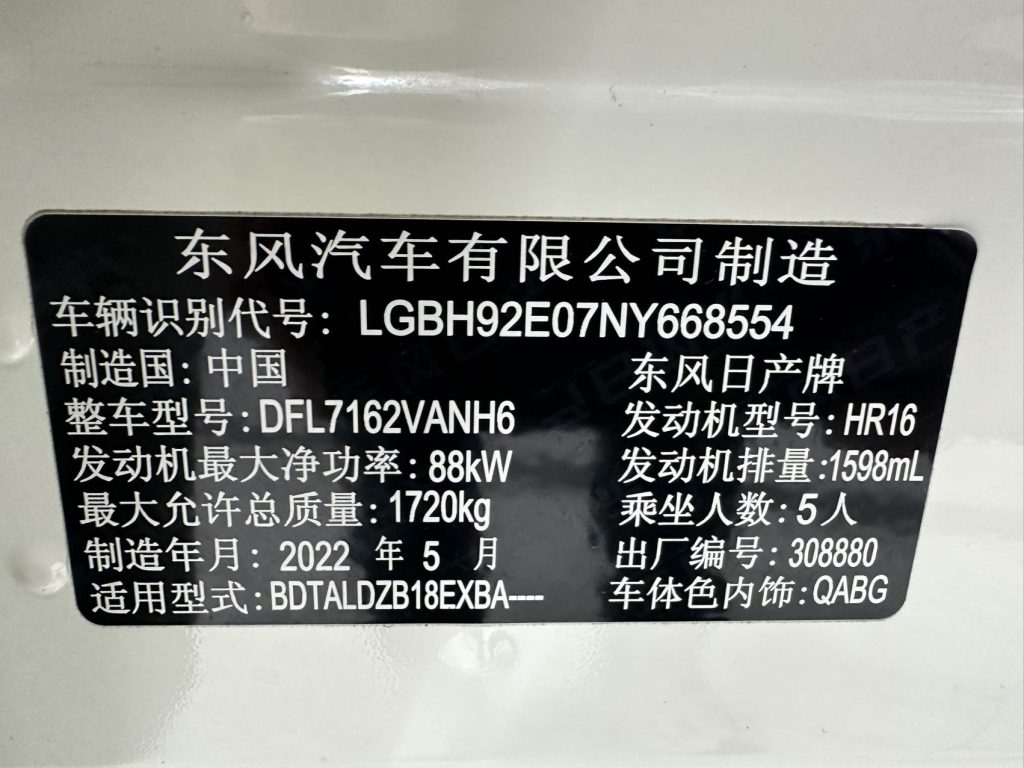 东风汽车有限公司制造
车辆识别代号: LGBH92E07NY668554
制造国: 中国 东风日产牌
整车型号: DFL7162VANH6 发动机型号: HR16
发动机最大净功率: 88kW 发动机排量: 1598mL
最大允许总质量: 1720kg 乘坐人数: 5人
制造年月: 2022 年 5 月 出厂编号: 308880
适用型式: BDTALDZB18EXBA---- 车体色内饰: QABG